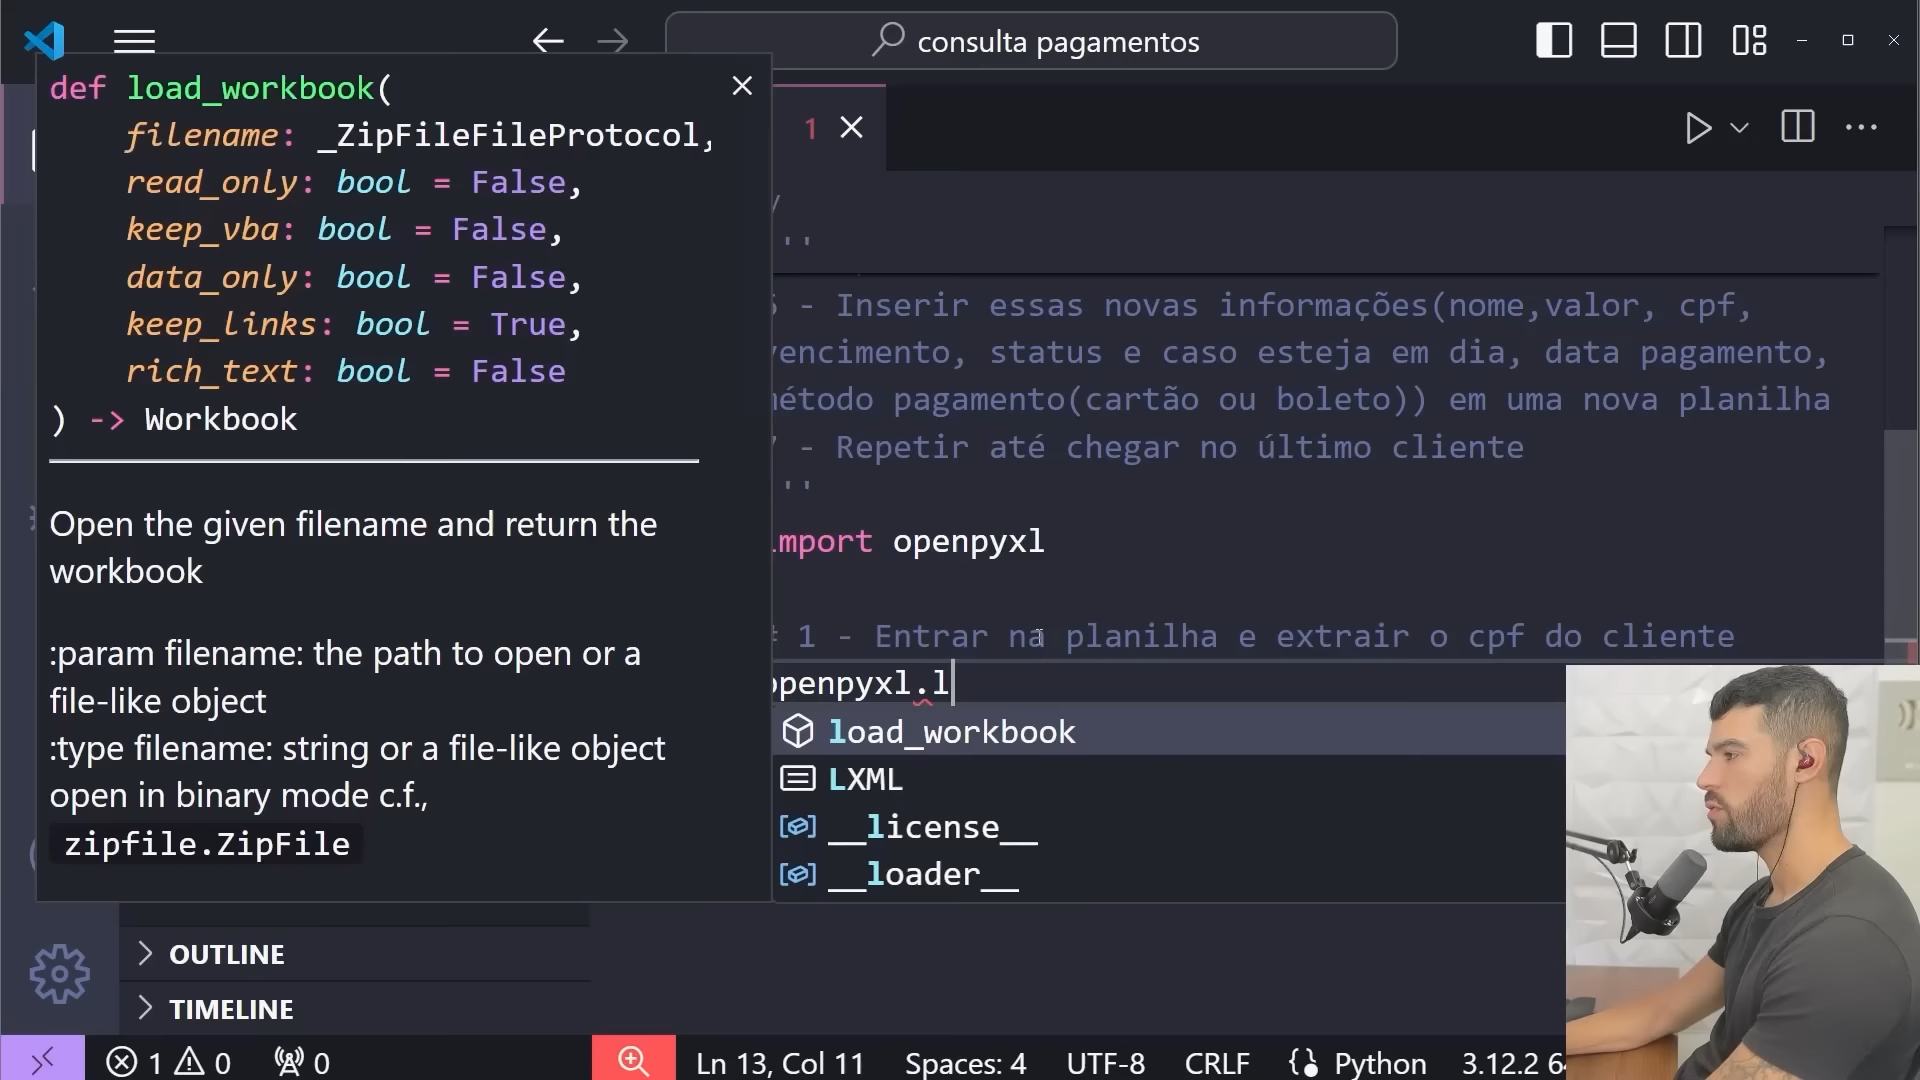 consulta pagamentos
def load_workbook(
filename: _ZipFileFileProtocol,
read_only: bool = False,
keep_vba: bool = False,
data_only: bool = False,
keep_links: bool = True,
rich_text: bool = False
) -> Workbook
Open the given filename and return the
workbook
:param filename: the path to open or a
file-like object
:type filename: string or a file-like object
open in binary mode c.f.,
zipfile.ZipFile
1
''
- Inserir essas novas informações(nome,valor, cpf,
vencimento, status e caso esteja em dia, data pagamento,
método pagamento(cartão ou boleto)) em uma nova planilha
- Repetir até chegar no último cliente
''
import openpyxl
# 1 - Entrar na planilha e extrair o cpf do cliente
openpyxl.l
load_workbook
LXML
__license__
__loader__
OUTLINE
TIMELINE
1 0 0
Ln 13, Col 11 Spaces: 4 UTF-8 CRLF Python 3.12.2